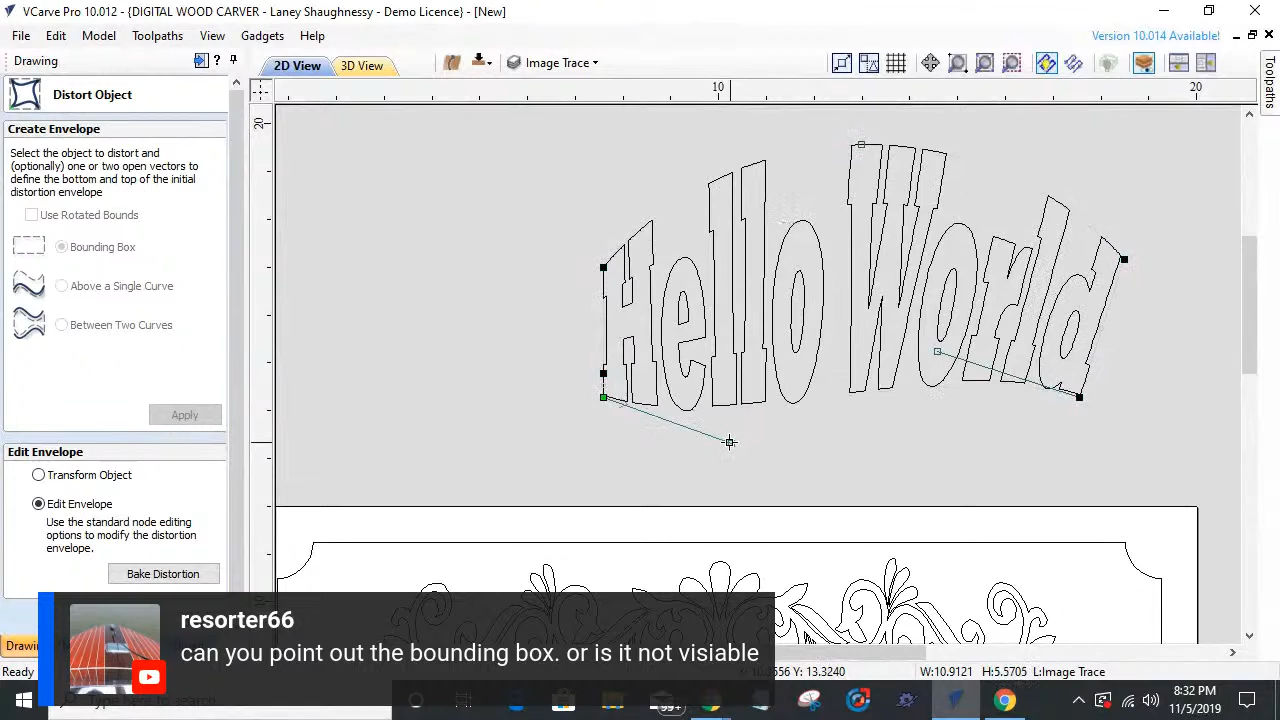 VCarve Pro 10.012 - {DIGITAL WOOD CARVER - Laney Shaughnessy - Demo Licence} - [New]
File Edit Model Toolpaths View Gadgets Help
Version 10.014 Available!
Drawing
2D View 3D View
Image Trace
Toolpaths
Distort Object
10 20
20
Create Envelope
Select the object to distort and
(optionally) one or two open vectors to
define the bottom and top of the initial
distortion envelope
Use Rotated Bounds
Bounding Box
Above a Single Curve
Between Two Curves
Apply
Hello World
Edit Envelope
Transform Object
Edit Envelope
Use the standard node editing
options to modify the distortion
envelope.
Bake Distortion
resorter66
can you point out the bounding box. or is it not visiable
Ready
Y: 13.3240
W:10.9121 H:5.5705 L:Image Trace
99+
8:32 PM
11/5/2019